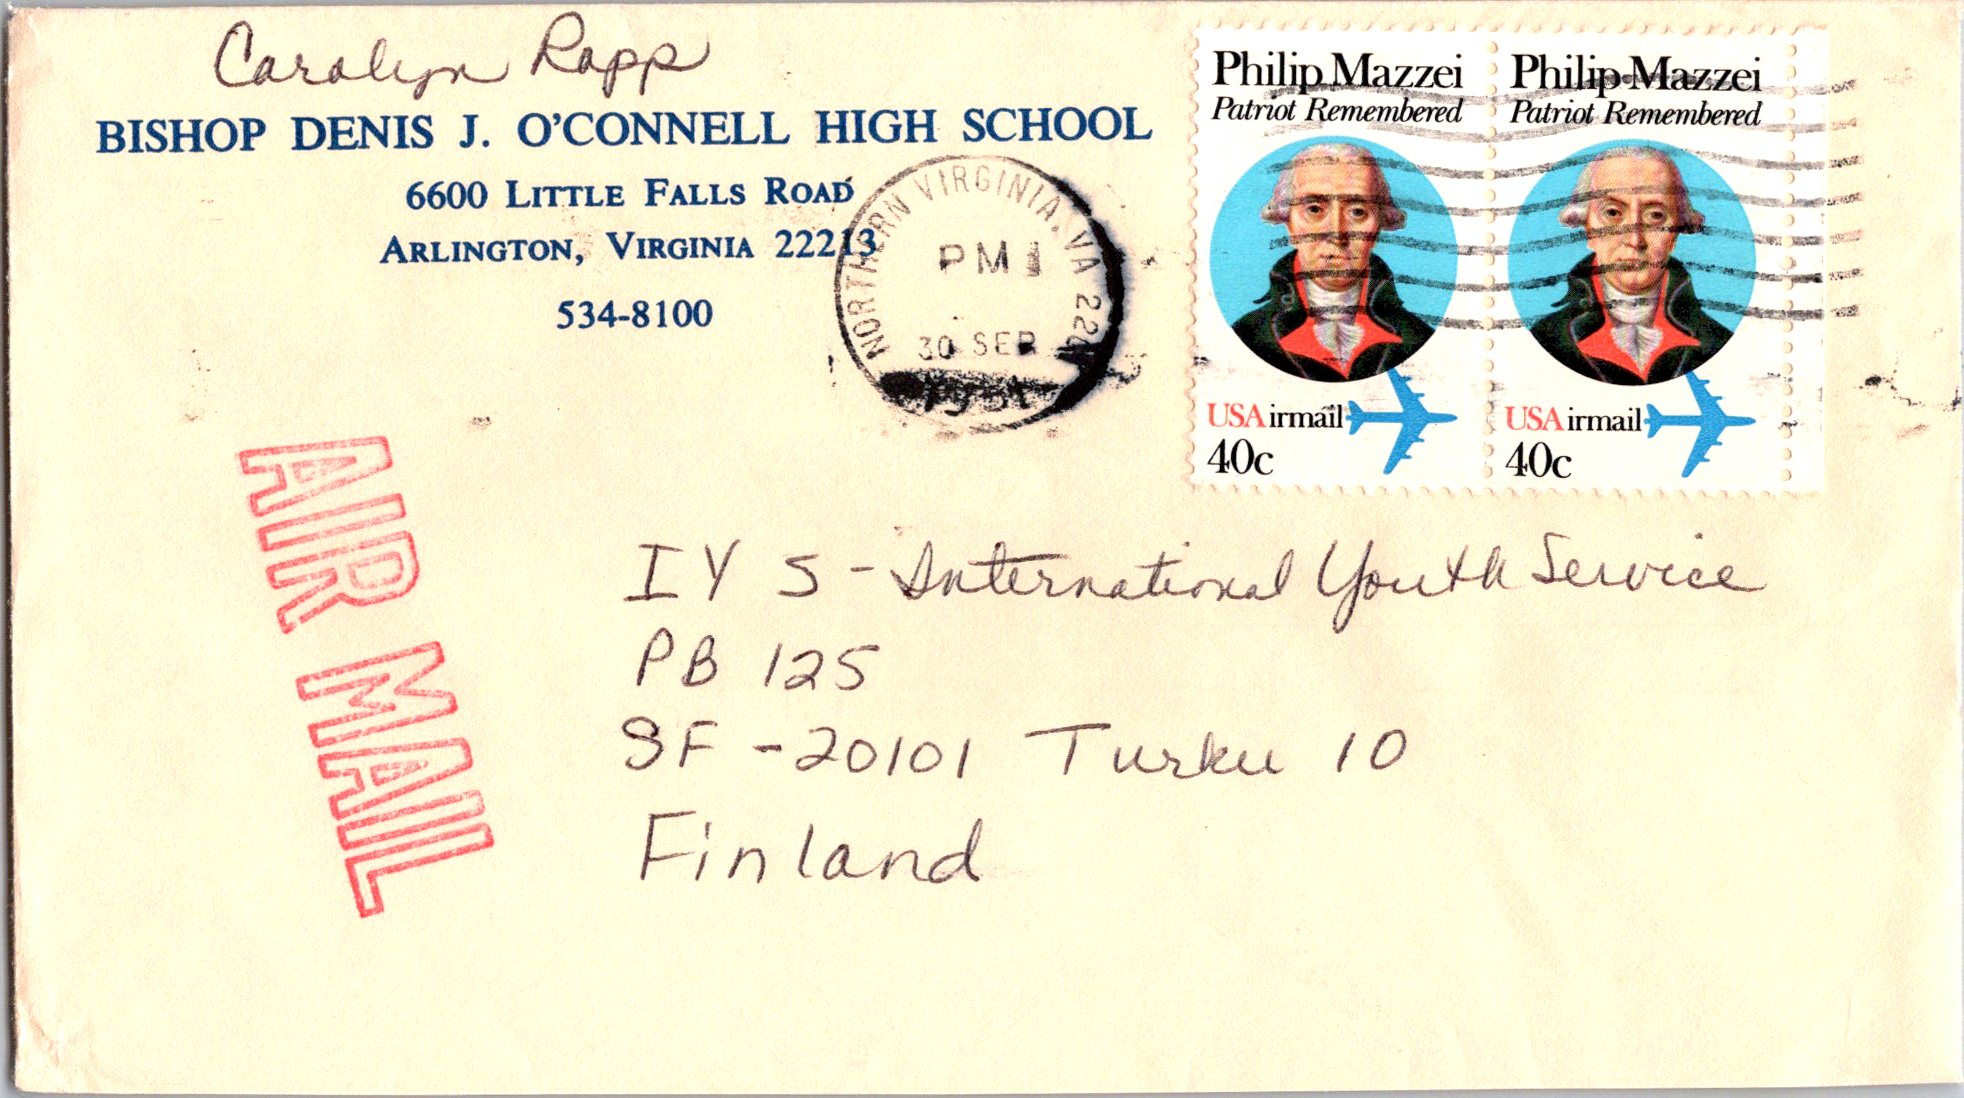 Carolyn Rapp
BISHOP DENIS J. O'CONNELL HIGH SCHOOL
6600 LITTLE FALLS ROAD
ARLINGTON, VIRGINIA 22213
534-8100
NORTHERN VIRGINIA, VA
PM
30 SEP
1981
Philip Mazzei
Patriot Remembered
USAirmail
40c
Philip Mazzei
Patriot Remembered
USAirmail
40c
AIR MAIL
IYS - International Youth Service
PB 125
SF - 20101 Turku 10
Finland